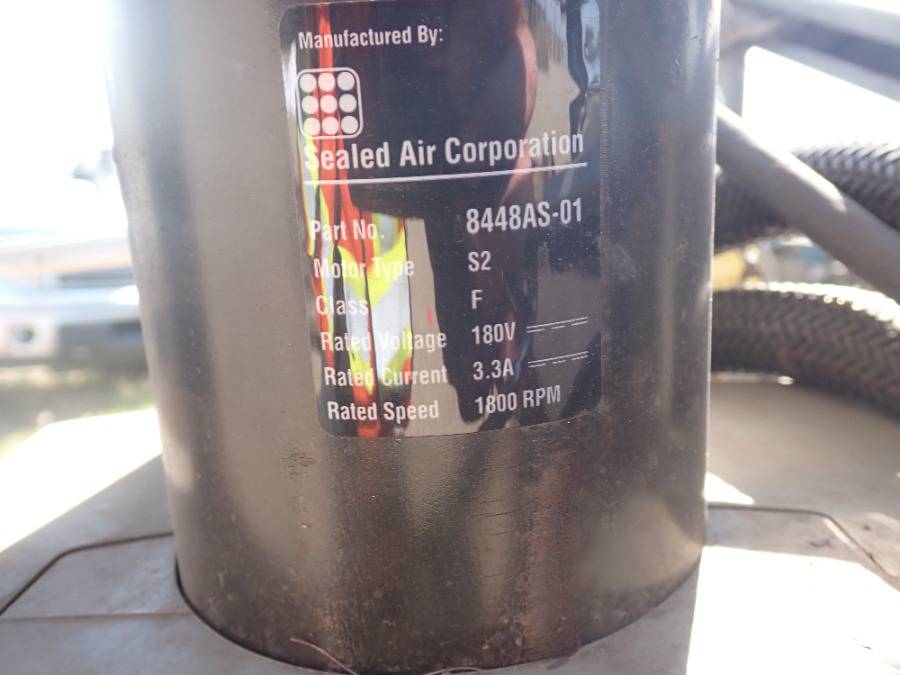 Manufactured By:
Sealed Air Corporation
Part No. 8448AS-01
Motor Type S2
Class F
Rated Voltage 180V
Rated Current 3.3A
Rated Speed 1800 RPM